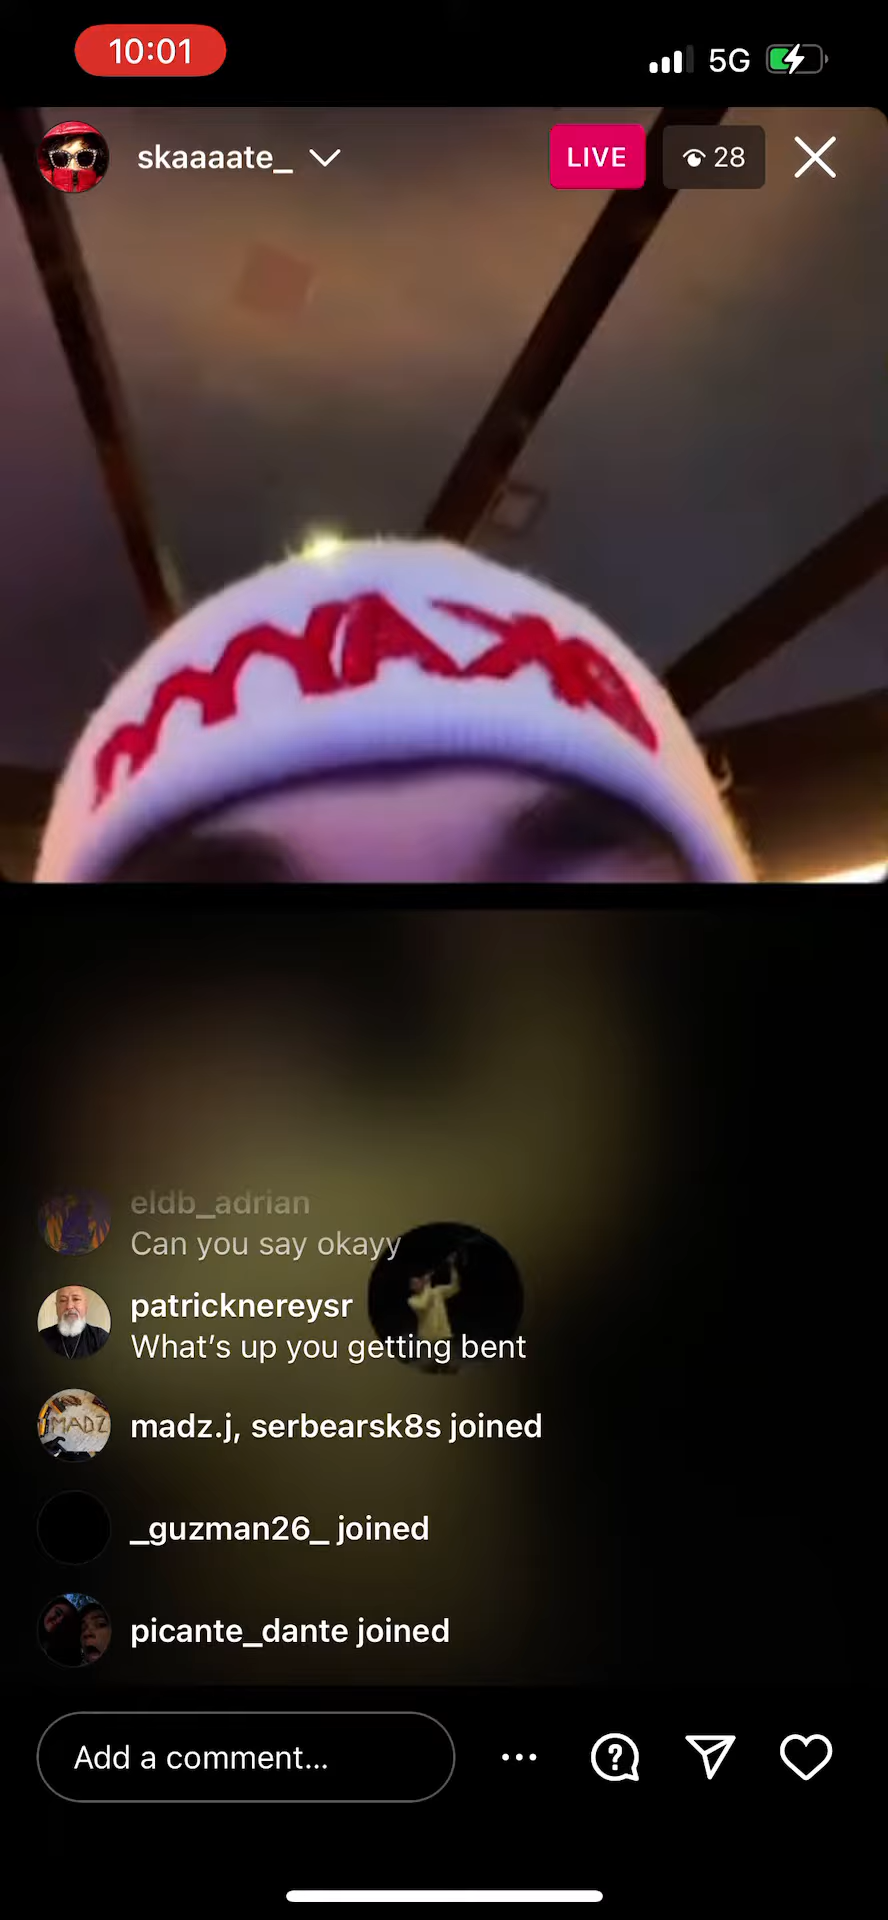 10:01
5G
skaaaate_
LIVE
28
eldb_adrian
Can you say okayy
patricknereysr
What's up you getting bent
MADZ
madz.j, serbearsk8s joined
_guzman26_ joined
picante_dante joined
Add a comment...